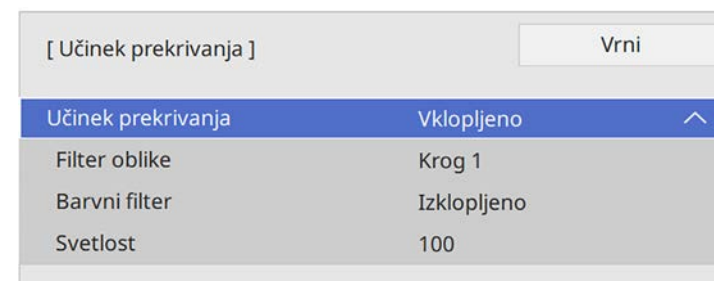 [ Učinek prekrivanja ] Vrni
Učinek prekrivanja Vklopljeno
Filter oblike Krog 1
Barvni filter Izklopljeno
Svetlost 100